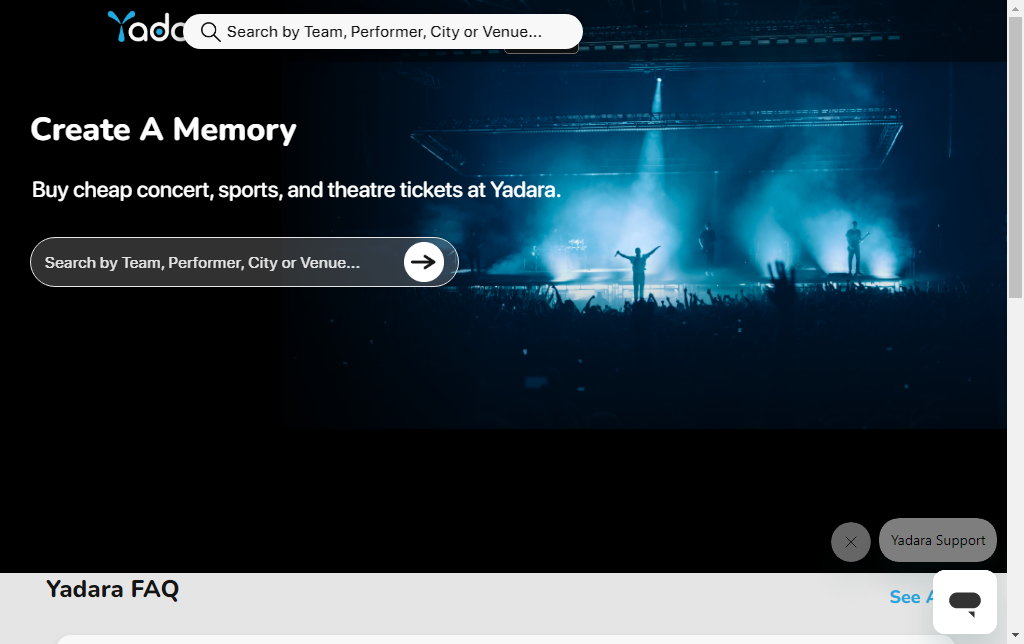 Yada
Search by Team, Performer, City or Venue...
Create A Memory
Buy cheap concert, sports, and theatre tickets at Yadara.
Search by Team, Performer, City or Venue...
Yadara Support
Yadara FAQ
See